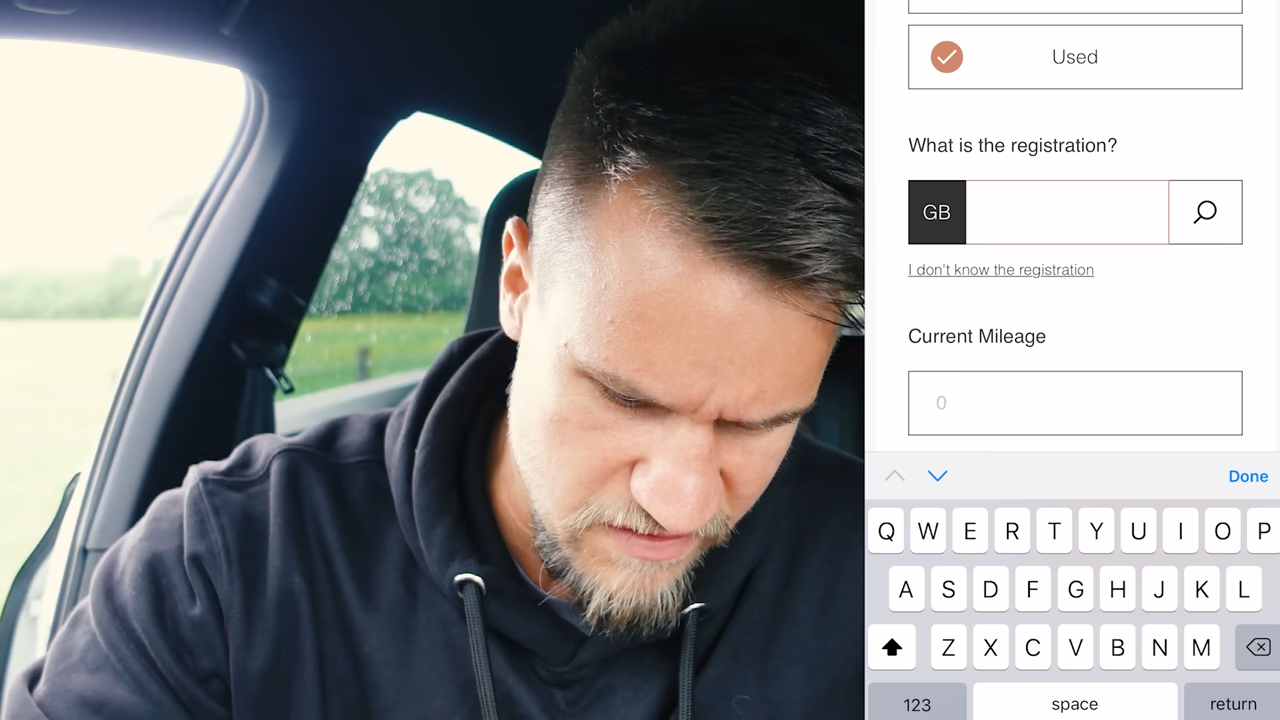 Used
What is the registration?
GB
I don't know the registration
Current Mileage
0
Done
Q W E R T Y U I O P
A S D F G H J K L
Z X C V B N M
123 space return